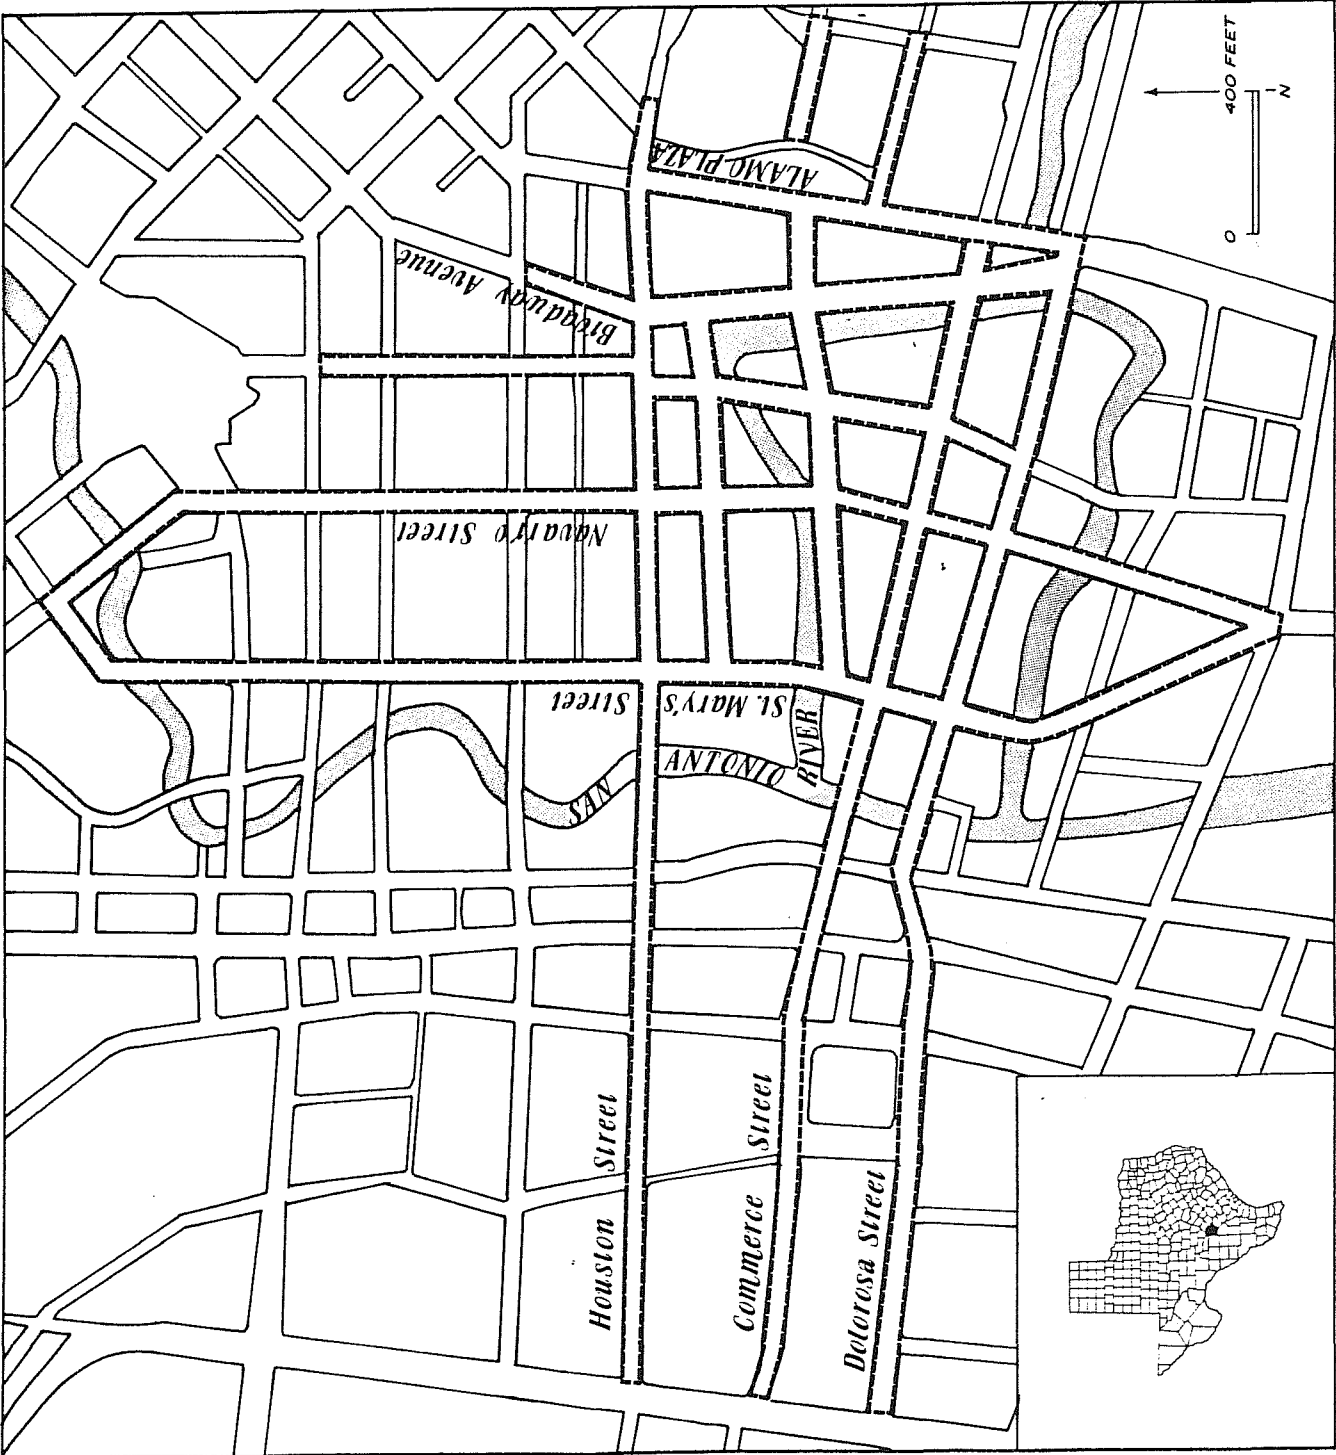 Broadway Avenue
ALAMO PLAZA
Navarro Street
St. Mary's
Street
SAN
ANTONIO
RIVER
Houston Street
Commerce Street
Dolorosa Street
0 400 FEET
N